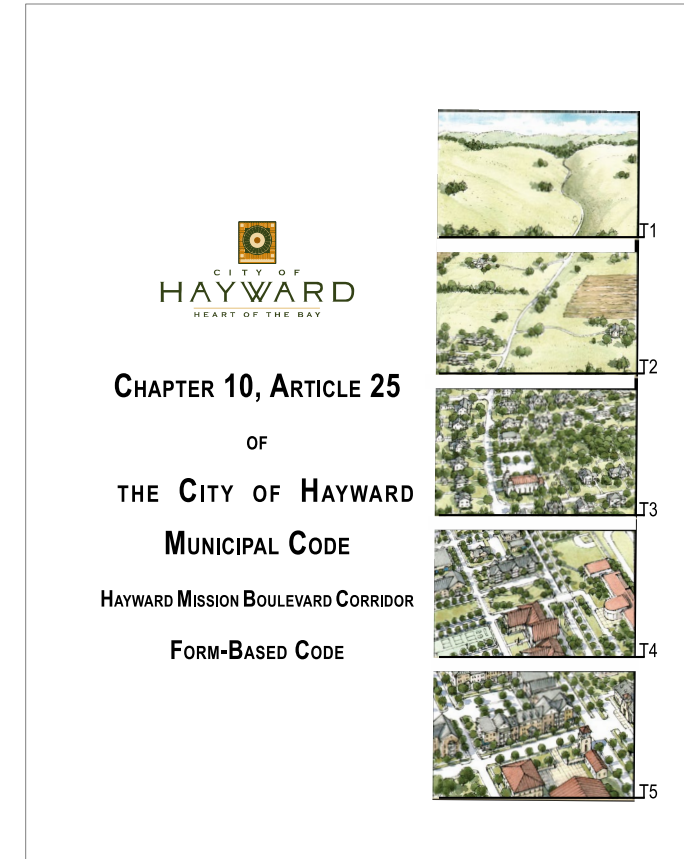 CITY OF
HAYWARD
HEART OF THE BAY
CHAPTER 10, ARTICLE 25
OF
THE CITY OF HAYWARD
MUNICIPAL CODE
HAYWARD MISSION BOULEVARD CORRIDOR
FORM-BASED CODE
T1
T2
T3
T4
T5